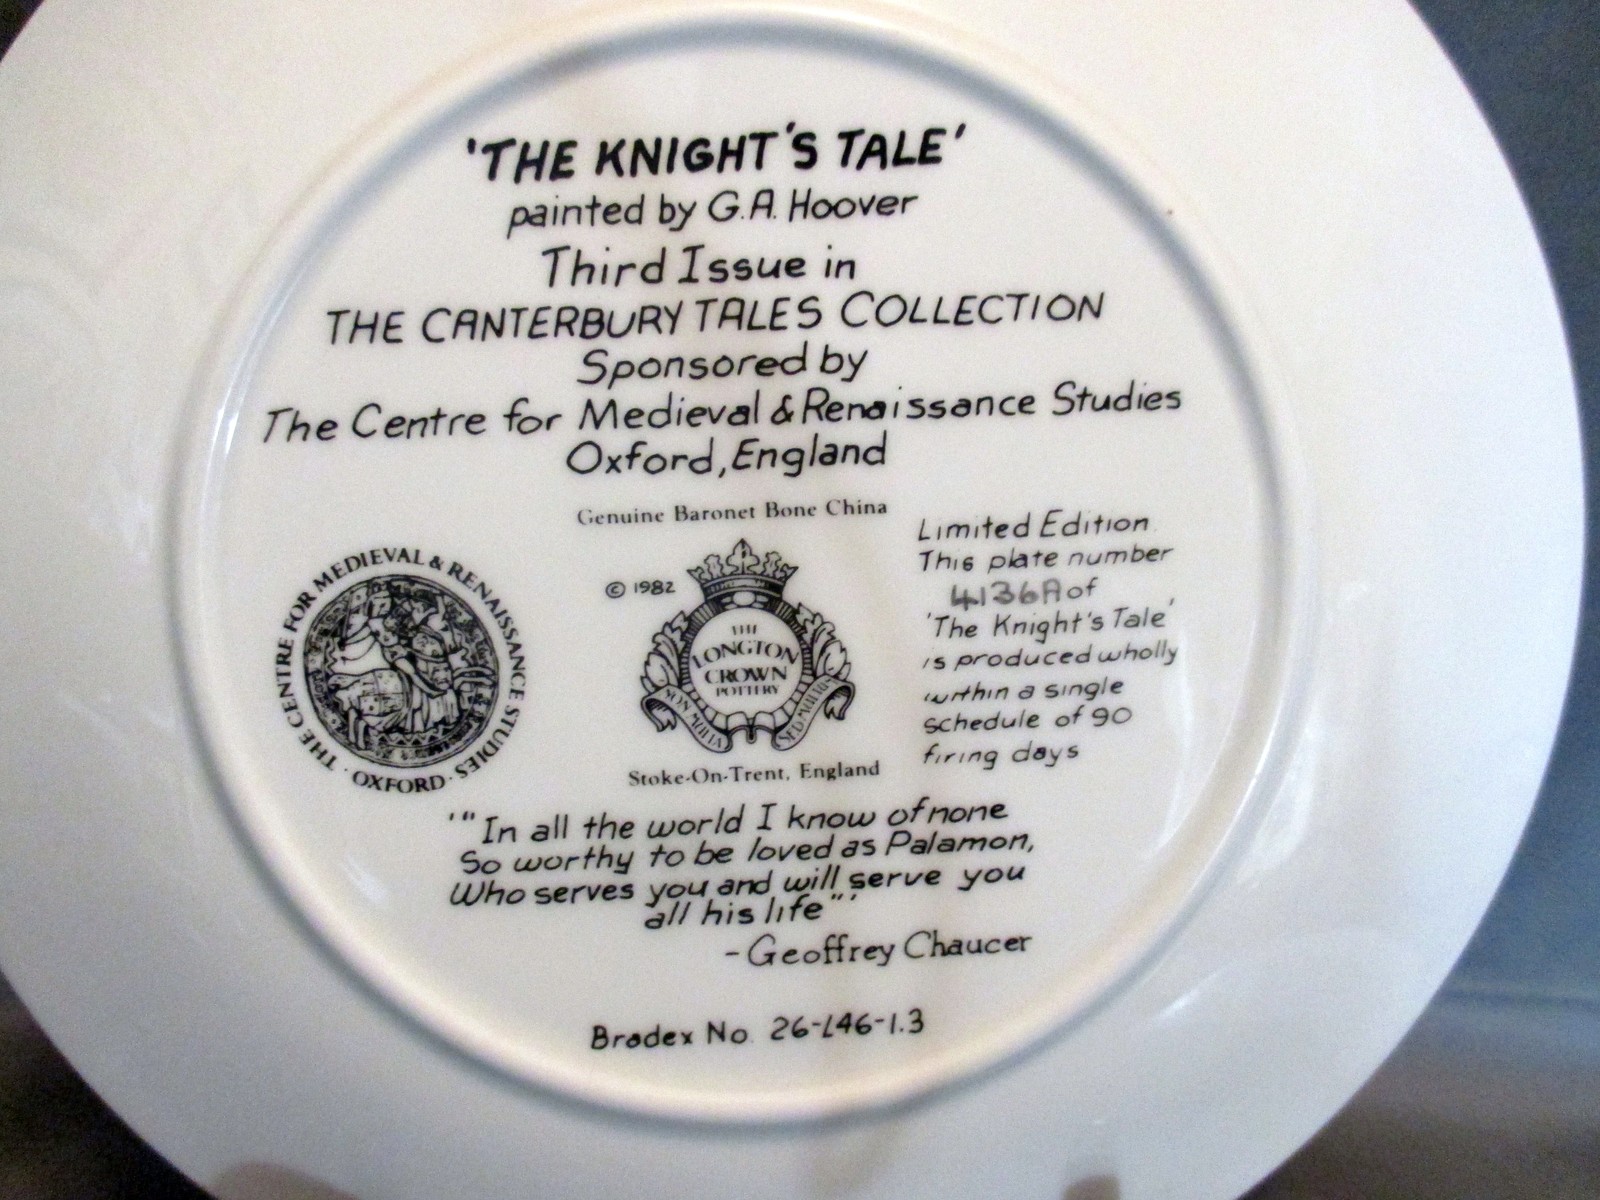 'THE KNIGHT'S TALE'
painted by G.A. Hoover
Third Issue in
THE CANTERBURY TALES COLLECTION
Sponsored by
The Centre for Medieval & Renaissance Studies
Oxford, England
Genuine Baronet Bone China
THE CENTRE FOR MEDIEVAL & RENAISSANCE STUDIES
· OXFORD ·
© 1982
THE
LONGTON
CROWN
POTTERY
NON MULTA
SED MULTUM
Stoke-On-Trent, England
Limited Edition
This plate number
4136A of
'The Knight's Tale'
is produced wholly
within a single
schedule of 90
firing days
'"In all the world I know of none
So worthy to be loved as Palamon,
Who serves you and will serve you
all his life"'
-Geoffrey Chaucer
Bradex No. 26-L46-1.3